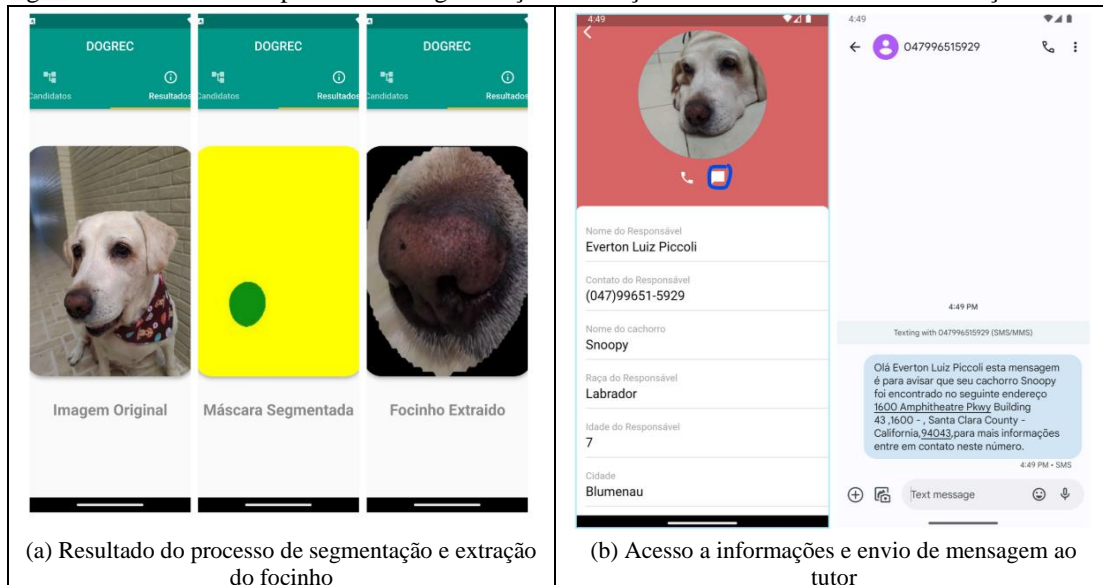 DOGREC
Candidatos
Resultados
Imagem Original
DOGREC
Candidatos
Resultados
Máscara Segmentada
DOGREC
Candidatos
Resultados
Focinho Extraido
(a) Resultado do processo de segmentação e extração
do focinho
4:49
Nome do Responsável
Everton Luiz Piccoli
Contato do Responsável
(047)99651-5929
Nome do cachorro
Snoopy
Raça do Responsável
Labrador
Idade do Responsável
7
Cidade
Blumenau
4:49
047996515929
4:49 PM
Texting with 047996515929 (SMS/MMS)
Olá Everton Luiz Piccoli esta mensagem
é para avisar que seu cachorro Snoopy
foi encontrado no seguinte endereço
1600 Amphitheatre Pkwy Building
43 ,1600 - , Santa Clara County -
California,94043,para mais informações
entre em contato neste número.
4:49 PM • SMS
Text message
(b) Acesso a informações e envio de mensagem ao
tutor